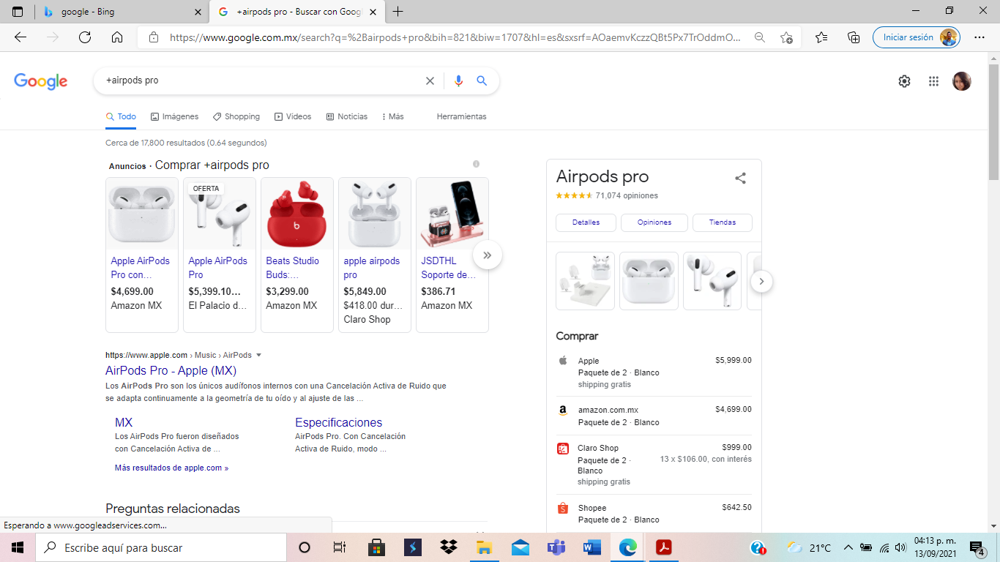 google - Bing
+airpods pro - Buscar con Goog
https://www.google.com.mx/search?q=%2Bairpods+pro&bih=821&biw=1707&hl=es&sxsrf=AOaemvKczzQBt5Px7TrOddmO...
Iniciar sesión
Google
+airpods pro
Todo
Imágenes
Shopping
Videos
Noticias
Más
Herramientas
Cerca de 17,800 resultados (0.64 segundos)
Anuncios · Comprar +airpods pro
Apple AirPods
Pro con...
$4,699.00
Amazon MX
OFERTA
Apple AirPods
Pro
$5,399.10...
El Palacio d...
Beats Studio
Buds:...
$3,299.00
Amazon MX
apple airpods
pro
$5,849.00
$418.00 dur...
Claro Shop
JSDTHL
Soporte de...
$386.71
Amazon MX
https://www.apple.com › Music › AirPods
AirPods Pro - Apple (MX)
Los AirPods Pro son los únicos audífonos internos con una Cancelación Activa de Ruido que
se adapta continuamente a la geometría de tu oído y al ajuste de las ...
MX
Los AirPods Pro fueron diseñados
con Cancelación Activa de ...
Especificaciones
AirPods Pro. Con Cancelación
Activa de Ruido, modo ...
Más resultados de apple.com »
Preguntas relacionadas
Airpods pro
71,074 opiniones
Detalles
Opiniones
Tiendas
Comprar
Apple $5,999.00
Paquete de 2 · Blanco
shipping gratis
amazon.com.mx $4,699.00
Paquete de 2 · Blanco
Claro Shop $999.00
Paquete de 2 · 13 x $106.00, con interés
Blanco
shipping gratis
Shopee $642.50
Paquete de 2 · Blanco
Esperando a www.googleadservices.com...
Escribe aquí para buscar
21°C
04:13 p. m.
13/09/2021
4